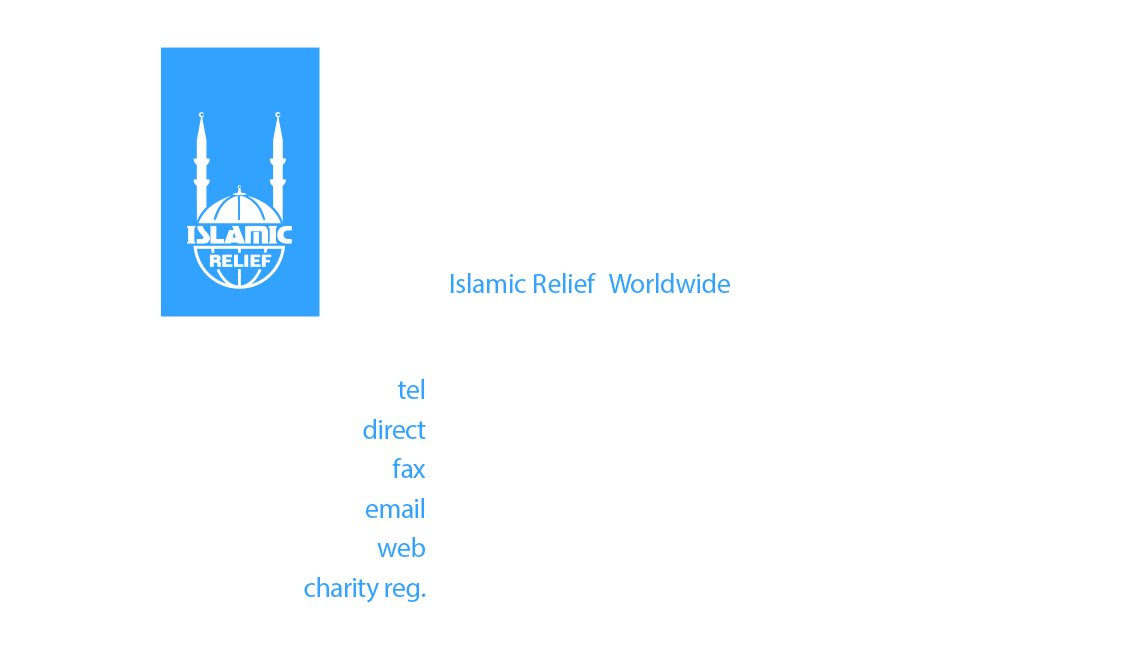 ISLAMIC
RELIEF
Islamic Relief Worldwide
tel
direct
fax
email
web
charity reg.